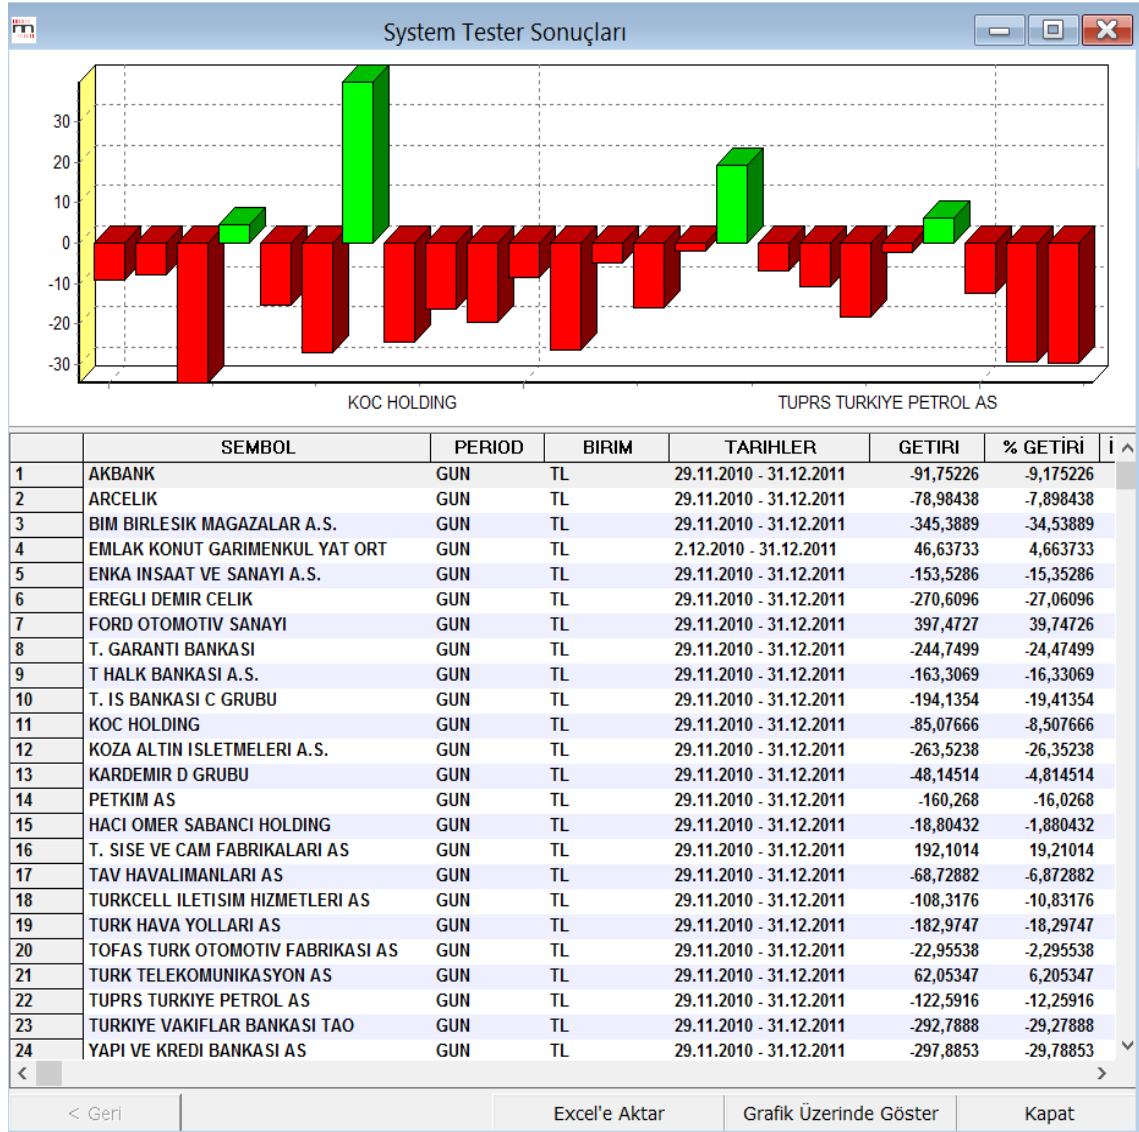 System Tester Sonuçları
30
20
10
0
-10
-20
-30
KOC HOLDING TUPRS TURKIYE PETROL AS
SEMBOL PERIOD BIRIM TARIHLER GETIRI % GETİRİ İ
1 AKBANK GUN TL 29.11.2010 - 31.12.2011 -91,75226 -9,175226
2 ARCELIK GUN TL 29.11.2010 - 31.12.2011 -78,98438 -7,898438
3 BIM BIRLESIK MAGAZALAR A.S. GUN TL 29.11.2010 - 31.12.2011 -345,3889 -34,53889
4 EMLAK KONUT GARIMENKUL YAT ORT GUN TL 2.12.2010 - 31.12.2011 46,63733 4,663733
5 ENKA INSAAT VE SANAYI A.S. GUN TL 29.11.2010 - 31.12.2011 -153,5286 -15,35286
6 EREGLI DEMIR CELIK GUN TL 29.11.2010 - 31.12.2011 -270,6096 -27,06096
7 FORD OTOMOTIV SANAYI GUN TL 29.11.2010 - 31.12.2011 397,4727 39,74726
8 T. GARANTI BANKASI GUN TL 29.11.2010 - 31.12.2011 -244,7499 -24,47499
9 T HALK BANKASI A.S. GUN TL 29.11.2010 - 31.12.2011 -163,3069 -16,33069
10 T. IS BANKASI C GRUBU GUN TL 29.11.2010 - 31.12.2011 -194,1354 -19,41354
11 KOC HOLDING GUN TL 29.11.2010 - 31.12.2011 -85,07666 -8,507666
12 KOZA ALTIN ISLETMELERI A.S. GUN TL 29.11.2010 - 31.12.2011 -263,5238 -26,35238
13 KARDEMIR D GRUBU GUN TL 29.11.2010 - 31.12.2011 -48,14514 -4,814514
14 PETKIM AS GUN TL 29.11.2010 - 31.12.2011 -160,268 -16,0268
15 HACI OMER SABANCI HOLDING GUN TL 29.11.2010 - 31.12.2011 -18,80432 -1,880432
16 T. SISE VE CAM FABRIKALARI AS GUN TL 29.11.2010 - 31.12.2011 192,1014 19,21014
17 TAV HAVALIMANLARI AS GUN TL 29.11.2010 - 31.12.2011 -68,72882 -6,872882
18 TURKCELL ILETISIM HIZMETLERI AS GUN TL 29.11.2010 - 31.12.2011 -108,3176 -10,83176
19 TURK HAVA YOLLARI AS GUN TL 29.11.2010 - 31.12.2011 -182,9747 -18,29747
20 TOFAS TURK OTOMOTIV FABRIKASI AS GUN TL 29.11.2010 - 31.12.2011 -22,95538 -2,295538
21 TURK TELEKOMUNIKASYON AS GUN TL 29.11.2010 - 31.12.2011 62,05347 6,205347
22 TUPRS TURKIYE PETROL AS GUN TL 29.11.2010 - 31.12.2011 -122,5916 -12,25916
23 TURKIYE VAKIFLAR BANKASI TAO GUN TL 29.11.2010 - 31.12.2011 -292,7888 -29,27888
24 YAPI VE KREDI BANKASI AS GUN TL 29.11.2010 - 31.12.2011 -297,8853 -29,78853
< Geri Excel'e Aktar Grafik Üzerinde Göster Kapat